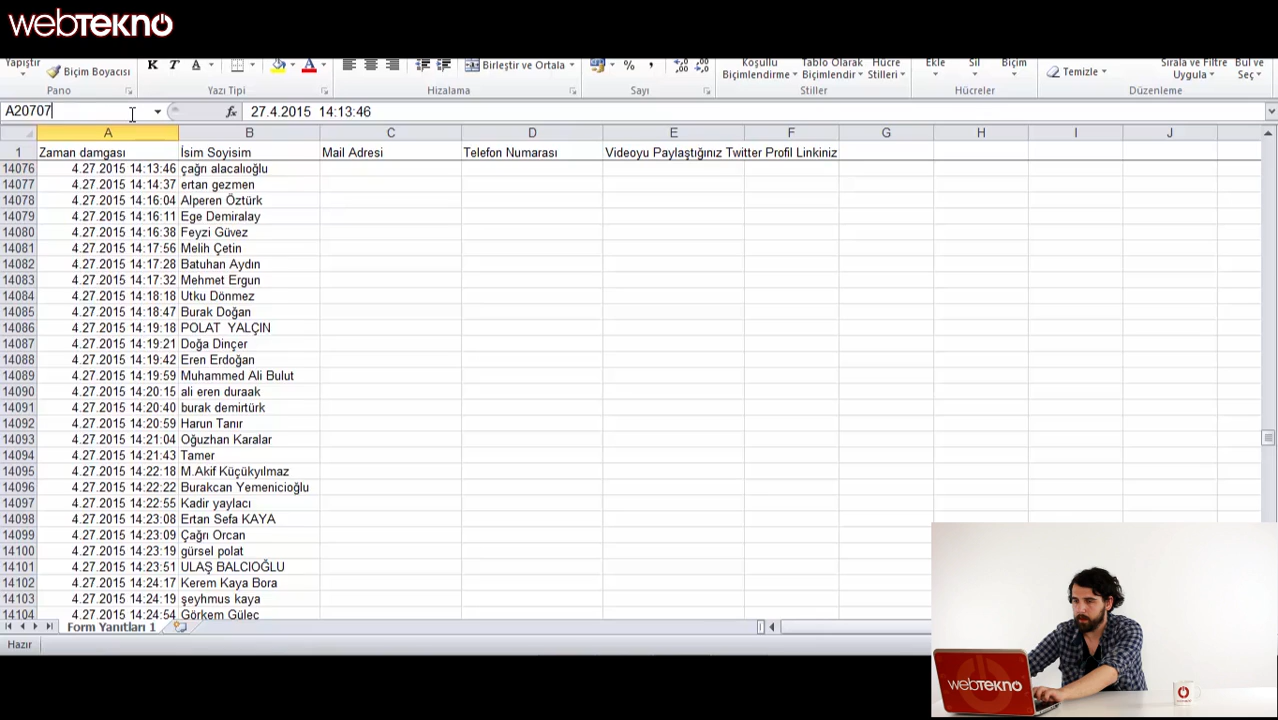 webtekno
Yapıştır Biçim Boyacısı K T A Birleştir ve Ortala % , Koşullu Biçimlendirme Tablo Olarak Biçimlendir Hücre Stilleri Ekle Sil Biçim Temizle Sırala ve Filtre Uygula Bul ve Seç
Pano Yazı Tipi Hizalama Sayı Stiller Hücreler Düzenleme
A20707 fx 27.4.2015 14:13:46
A B C D E F G H I J
1 Zaman damgası İsim Soyisim Mail Adresi Telefon Numarası Videoyu Paylaştığınız Twitter Profil Linkiniz
14076 4.27.2015 14:13:46 çağrı alacalıoğlu
14077 4.27.2015 14:14:37 ertan gezmen
14078 4.27.2015 14:16:04 Alperen Öztürk
14079 4.27.2015 14:16:11 Ege Demiralay
14080 4.27.2015 14:16:38 Feyzi Güvez
14081 4.27.2015 14:17:56 Melih Çetin
14082 4.27.2015 14:17:28 Batuhan Aydın
14083 4.27.2015 14:17:32 Mehmet Ergun
14084 4.27.2015 14:18:18 Utku Dönmez
14085 4.27.2015 14:18:47 Burak Doğan
14086 4.27.2015 14:19:18 POLAT YALÇIN
14087 4.27.2015 14:19:21 Doğa Dinçer
14088 4.27.2015 14:19:42 Eren Erdoğan
14089 4.27.2015 14:19:59 Muhammed Ali Bulut
14090 4.27.2015 14:20:15 ali eren duraak
14091 4.27.2015 14:20:40 burak demirtürk
14092 4.27.2015 14:20:59 Harun Tanır
14093 4.27.2015 14:21:04 Oğuzhan Karalar
14094 4.27.2015 14:21:43 Tamer
14095 4.27.2015 14:22:18 M.Akif Küçükyılmaz
14096 4.27.2015 14:22:22 Burakcan Yemenicioğlu
14097 4.27.2015 14:22:55 Kadir yaylacı
14098 4.27.2015 14:23:08 Ertan Sefa KAYA
14099 4.27.2015 14:23:09 Çağrı Orcan
14100 4.27.2015 14:23:19 gürsel polat
14101 4.27.2015 14:23:51 ULAŞ BALCIOĞLU
14102 4.27.2015 14:24:17 Kerem Kaya Bora
14103 4.27.2015 14:24:19 şeyhmus kaya
14104 4.27.2015 14:24:54 Görkem Güleç
Form Yanıtları 1
Hazır
webtekno